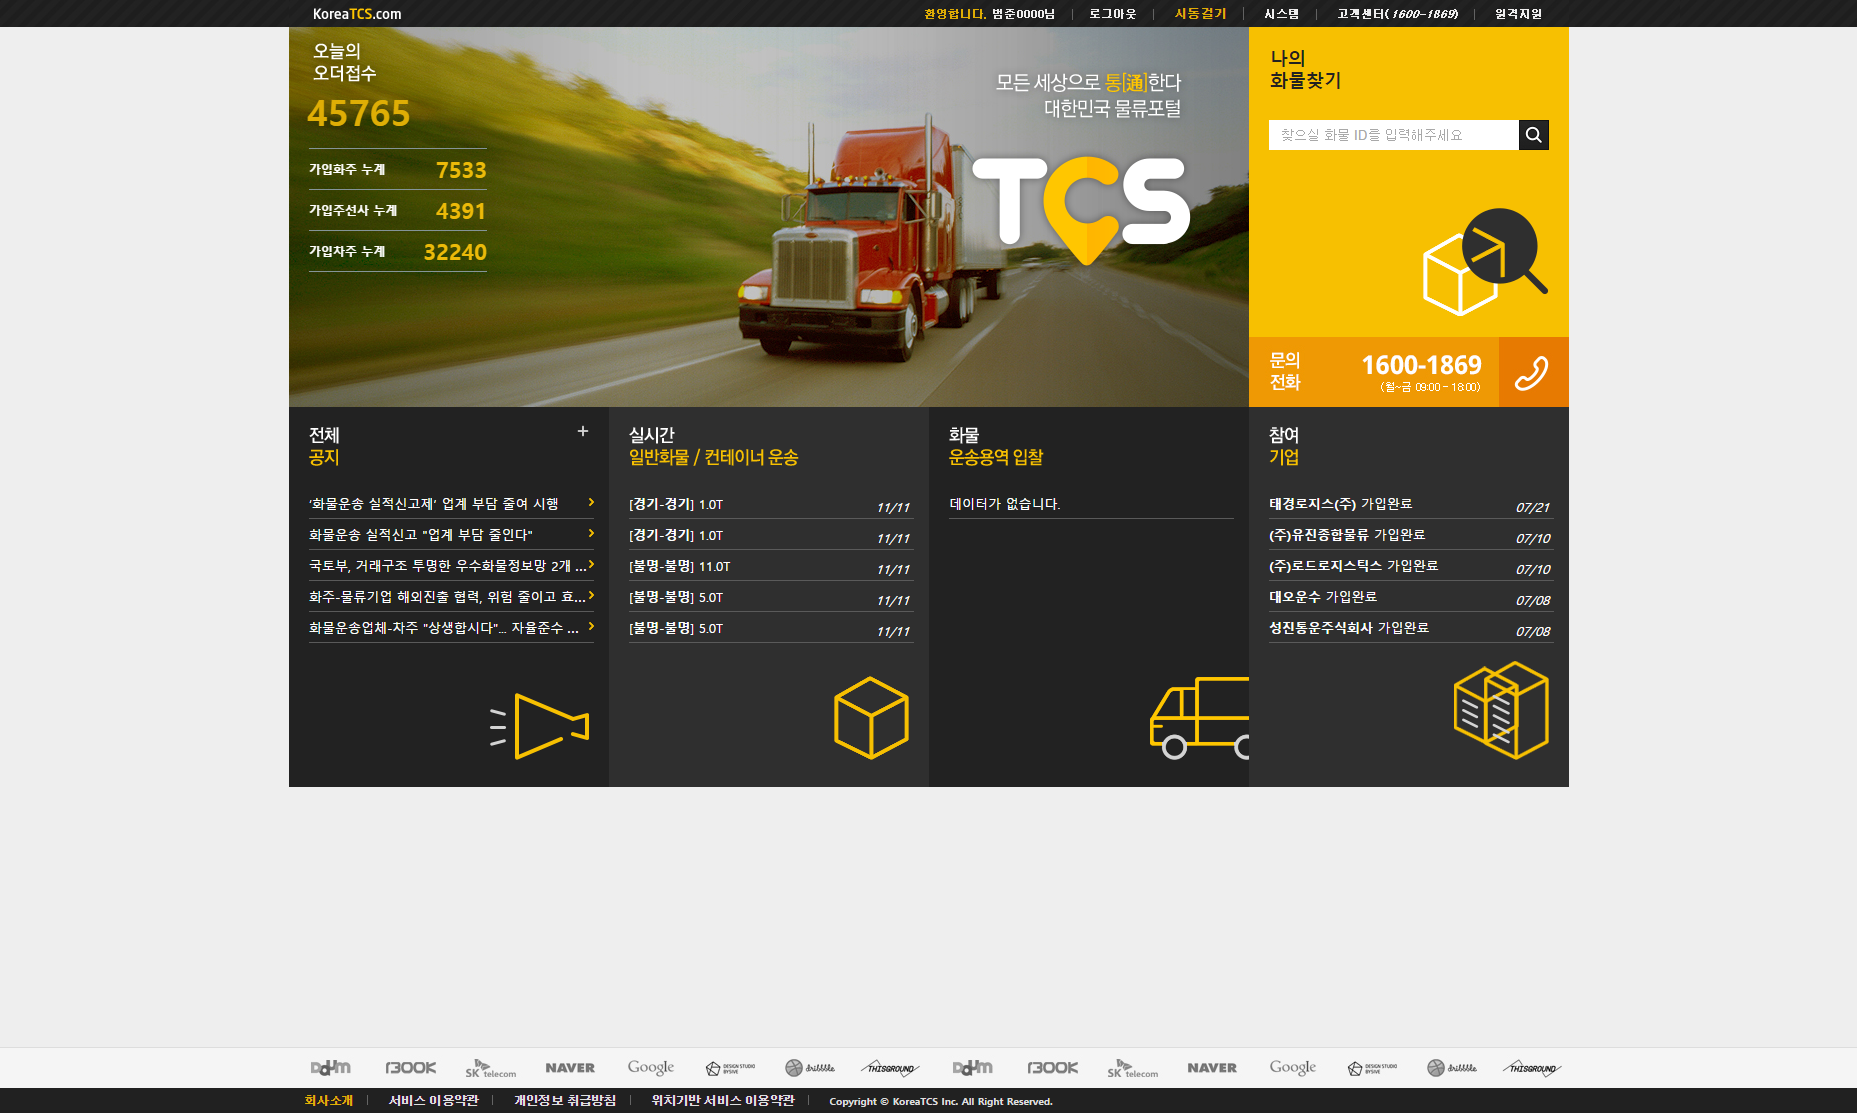 KoreaTCS.com
환영합니다. 범준0000님
로그아웃
시동걸기
시스템
고객센터( 1600-1869)
원격지원
오늘의
오더접수
45765
가입화주 누계 7533
가입주선사 누계 4391
가입차주 누계 32240
모든 세상으로 통[通]한다
대한민국 물류포털
TCS
나의
화물찾기
찾으실 화물 ID를 입력해주세요
문의
전화
1600-1869
(월~금 09:00 - 18:00)
전체
공지
'화물운송 실적신고제' 업계 부담 줄여 시행
화물운송 실적신고 "업계 부담 줄인다"
국토부, 거래구조 투명한 우수화물정보망 2개 ...
화주-물류기업 해외진출 협력, 위험 줄이고 효...
화물운송업체-차주 "상생합시다"... 자율준수 ...
실시간
일반화물 / 컨테이너 운송
[경기-경기] 1.0T 11/11
[경기-경기] 1.0T 11/11
[불명-불명] 11.0T 11/11
[불명-불명] 5.0T 11/11
[불명-불명] 5.0T 11/11
화물
운송용역 입찰
데이터가 없습니다.
참여
기업
태경로지스(주) 가입완료 07/21
(주)유진종합물류 가입완료 07/10
(주)로드로지스틱스 가입완료 07/10
대오운수 가입완료 07/08
성진통운주식회사 가입완료 07/08
Daum
BOOK
SK telecom
NAVER
Google
DESIGN STUDIO
BYSIVE
dribbble
THISGROUND
Daum
BOOK
SK telecom
NAVER
Google
DESIGN STUDIO
BYSIVE
dribbble
THISGROUND
회사소개
서비스 이용약관
개인정보 취급방침
위치기반 서비스 이용약관
Copyright © KoreaTCS Inc. All Right Reserved.